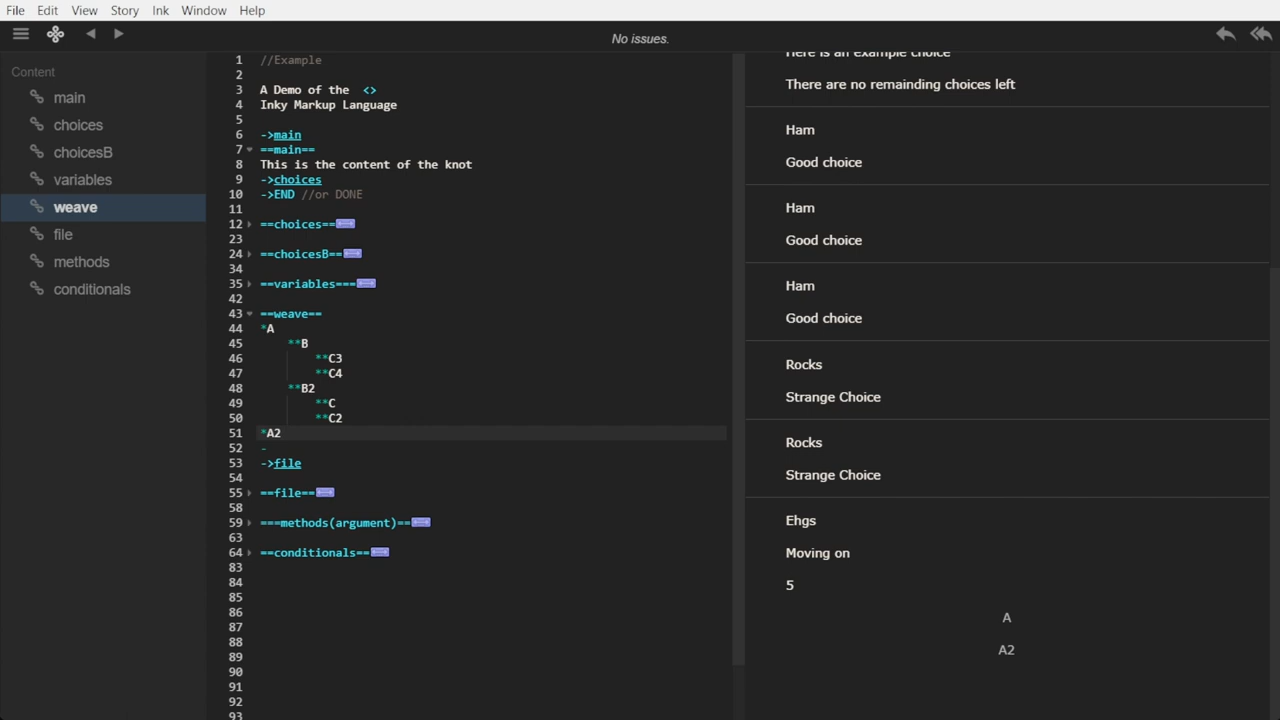 File Edit View Story Ink Window Help
No issues.
Content
main
choices
choicesB
variables
weave
file
methods
conditionals
1 //Example
2
3 A Demo of the <>
4 Inky Markup Language
5
6 ->main
7 ==main==
8 This is the content of the knot
9 ->choices
10 ->END //or DONE
11
12 ==choices==
23
24 ==choicesB==
34
35 ==variables===
42
43 ==weave==
44 *A
45 **B
46 **C3
47 **C4
48 **B2
49 **C
50 **C2
51 *A2
52 -
53 ->file
54
55 ==file==
58
59 ===methods(argument)==
63
64 ==conditionals==
83
84
85
86
87
88
89
90
91
92
93
Here is an example choice
There are no remainding choices left
Ham
Good choice
Ham
Good choice
Ham
Good choice
Rocks
Strange Choice
Rocks
Strange Choice
Ehgs
Moving on
5
A
A2